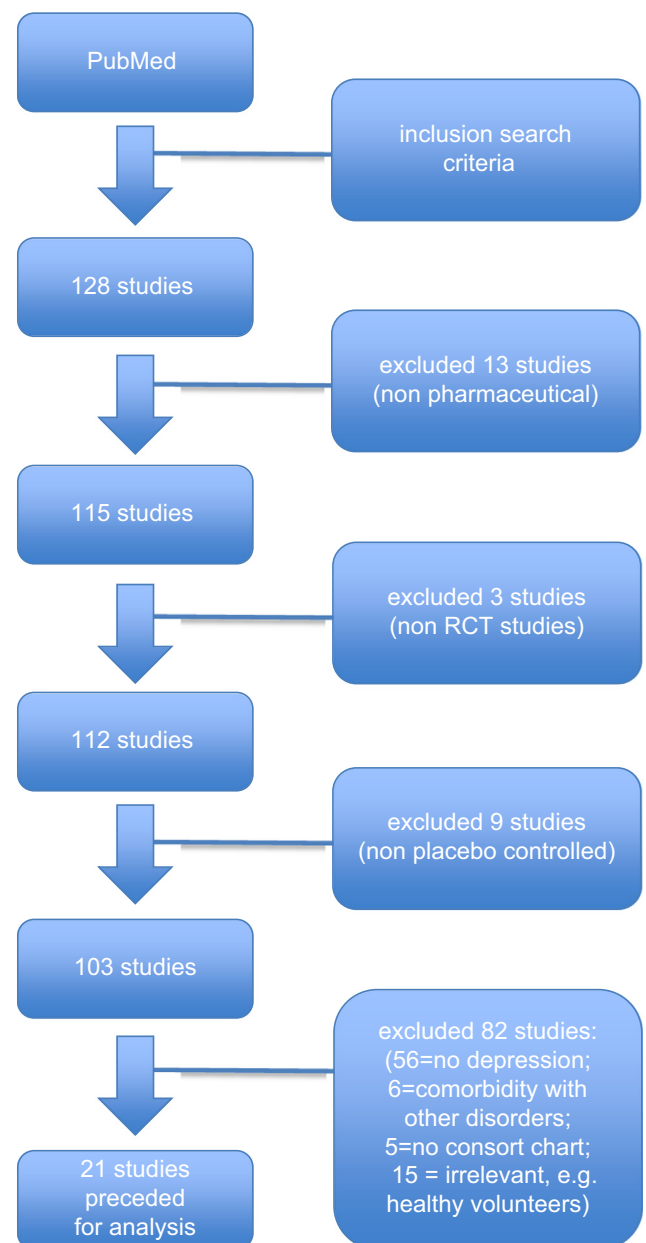 PubMed
inclusion search
criteria
128 studies
excluded 13 studies
(non pharmaceutical)
115 studies
excluded 3 studies
(non RCT studies)
112 studies
excluded 9 studies
(non placebo controlled)
103 studies
excluded 82 studies:
(56=no depression;
6=comorbidity with
other disorders;
5=no consort chart;
15 = irrelevant, e.g.
healthy volunteers)
21 studies
preceded
for analysis